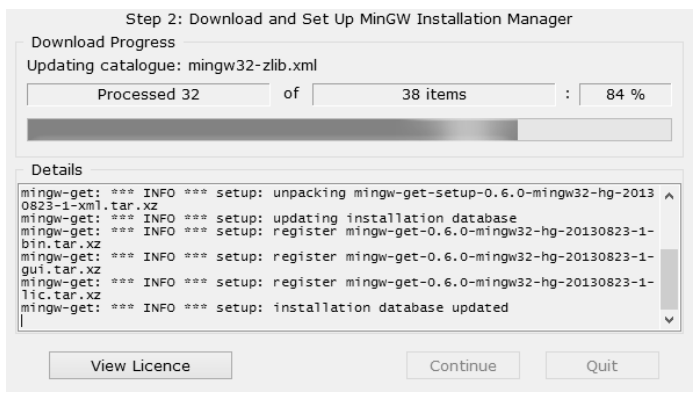 Step 2: Download and Set Up MinGW Installation Manager
Download Progress
Updating catalogue: mingw32-zlib.xml
Processed 32 of 38 items : 84 %
Details
mingw-get: *** INFO *** setup: unpacking mingw-get-setup-0.6.0-mingw32-hg-2013
0823-1-xml.tar.xz
mingw-get: *** INFO *** setup: updating installation database
mingw-get: *** INFO *** setup: register mingw-get-0.6.0-mingw32-hg-20130823-1-
bin.tar.xz
mingw-get: *** INFO *** setup: register mingw-get-0.6.0-mingw32-hg-20130823-1-
gui.tar.xz
mingw-get: *** INFO *** setup: register mingw-get-0.6.0-mingw32-hg-20130823-1-
lic.tar.xz
mingw-get: *** INFO *** setup: installation database updated
View Licence Continue Quit